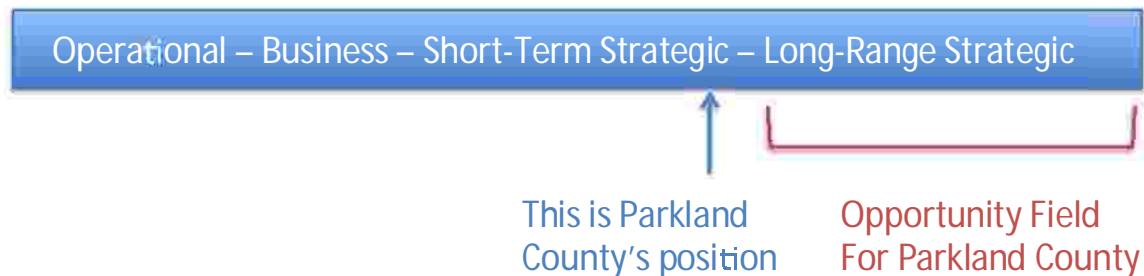 Operational – Business – Short-Term Strategic – Long-Range Strategic
This is Parkland
County's position
Opportunity Field
For Parkland County